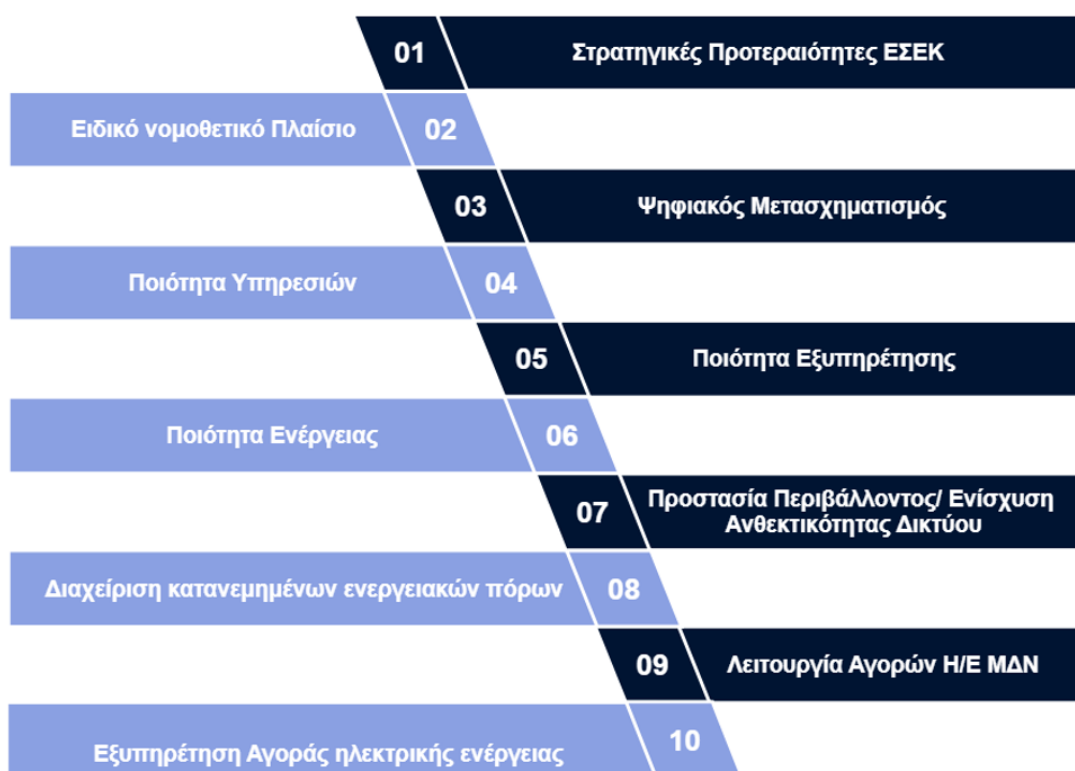 01 Στρατηγικές Προτεραιότητες ΕΣΕΚ
Ειδικό νομοθετικό Πλαίσιο 02
03 Ψηφιακός Μετασχηματισμός
Ποιότητα Υπηρεσιών 04
05 Ποιότητα Εξυπηρέτησης
Ποιότητα Ενέργειας 06
07 Προστασία Περιβάλλοντος/ Ενίσχυση
Ανθεκτικότητας Δικτύου
Διαχείριση κατανεμημένων ενεργειακών πόρων 08
09 Λειτουργία Αγορών Η/Ε ΜΔΝ
Εξυπηρέτηση Αγοράς ηλεκτρικής ενέργειας 10